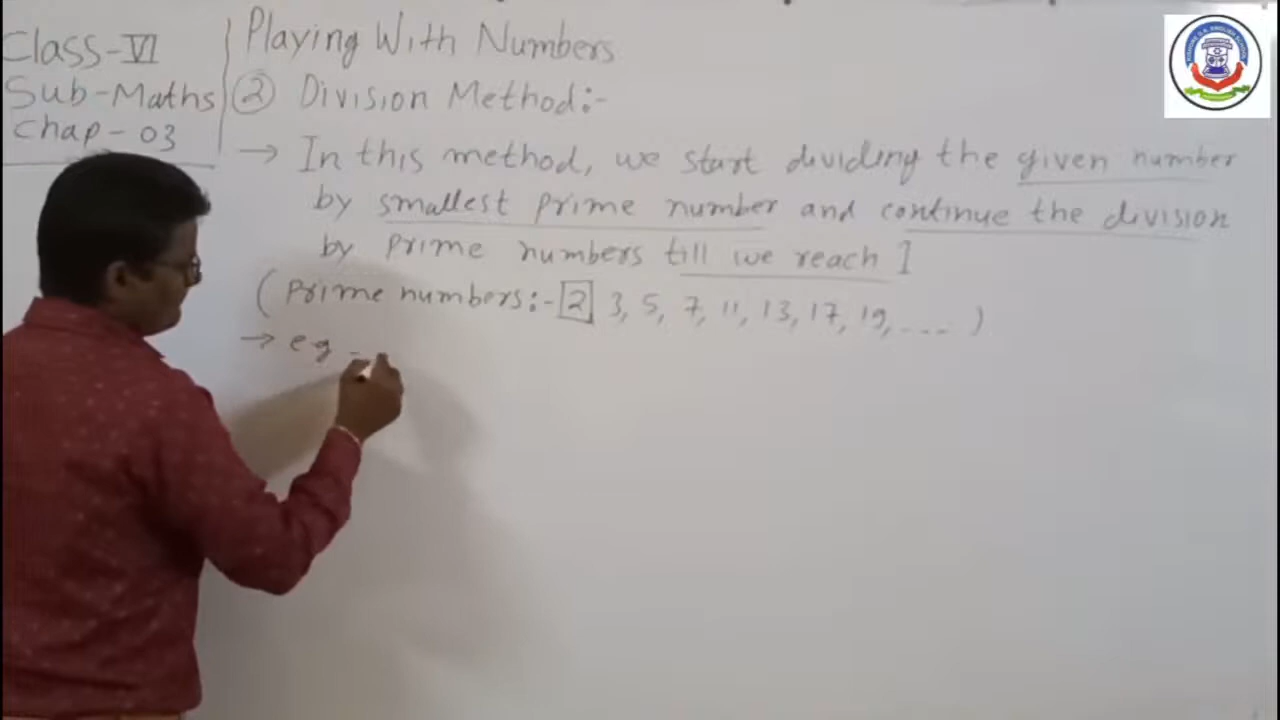 Class-VI
Sub-Maths
Chap-03
Playing With Numbers
② Division Method:-
→ In this method, we start dividing the given number
by smallest prime number and continue the division
by prime numbers till we reach 1
(Prime numbers:- 2 3, 5, 7, 11, 13, 17, 19, .... )
→ eg -